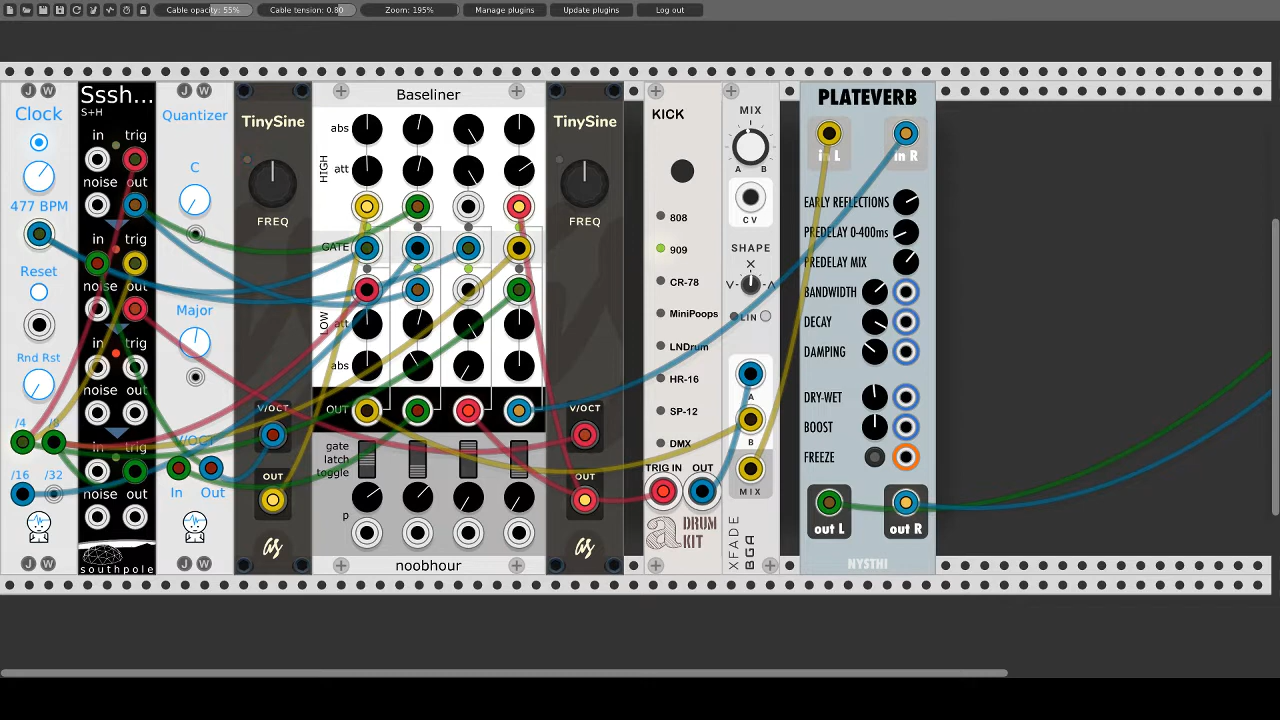 Cable opacity: 55%
Cable tension: 0.80
Zoom: 195%
Manage plugins
Update plugins
Log out
J W
Clock
477 BPM
Reset
Rnd Rst
/4
/8
/16
/32
J W
Sssh...
S+H
in trig
noise out
in trig
noise out
in trig
noise out
in trig
noise out
southpole
J W
Quantizer
C
Major
V/OCT
In Out
J W
TinySine
FREQ
V/OCT
OUT
as
Baseliner
HIGH
abs
att
GATE
LOW
att
abs
OUT
gate
latch
toggle
p
noobhour
TinySine
FREQ
V/OCT
OUT
as
KICK
808
909
CR-78
MiniPoops
LNDrum
HR-16
SP-12
DMX
TRIG IN OUT
a DRUM
KIT
MIX
A B
CV
SHAPE
LIN
A
B
MIX
XFADE
BGA
PLATEVERB
in L in R
EARLY REFLECTIONS
PREDELAY 0-400ms
PREDELAY MIX
BANDWIDTH
DECAY
DAMPING
DRY-WET
BOOST
FREEZE
out L out R
NYSTHI